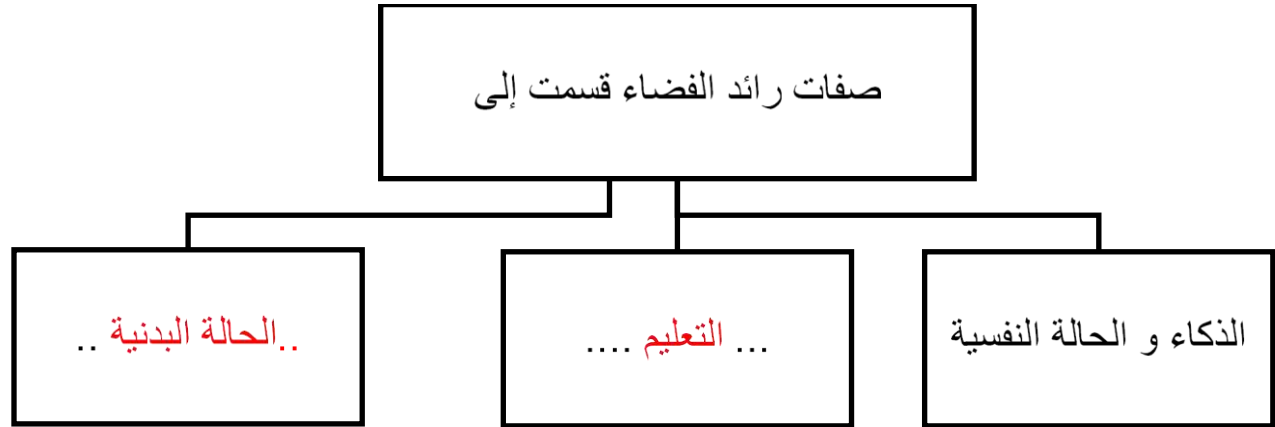 صفات رائد الفضاء قسمت إلى
الذكاء و الحالة النفسية
... التعليم ....
..الحالة البدنية ..